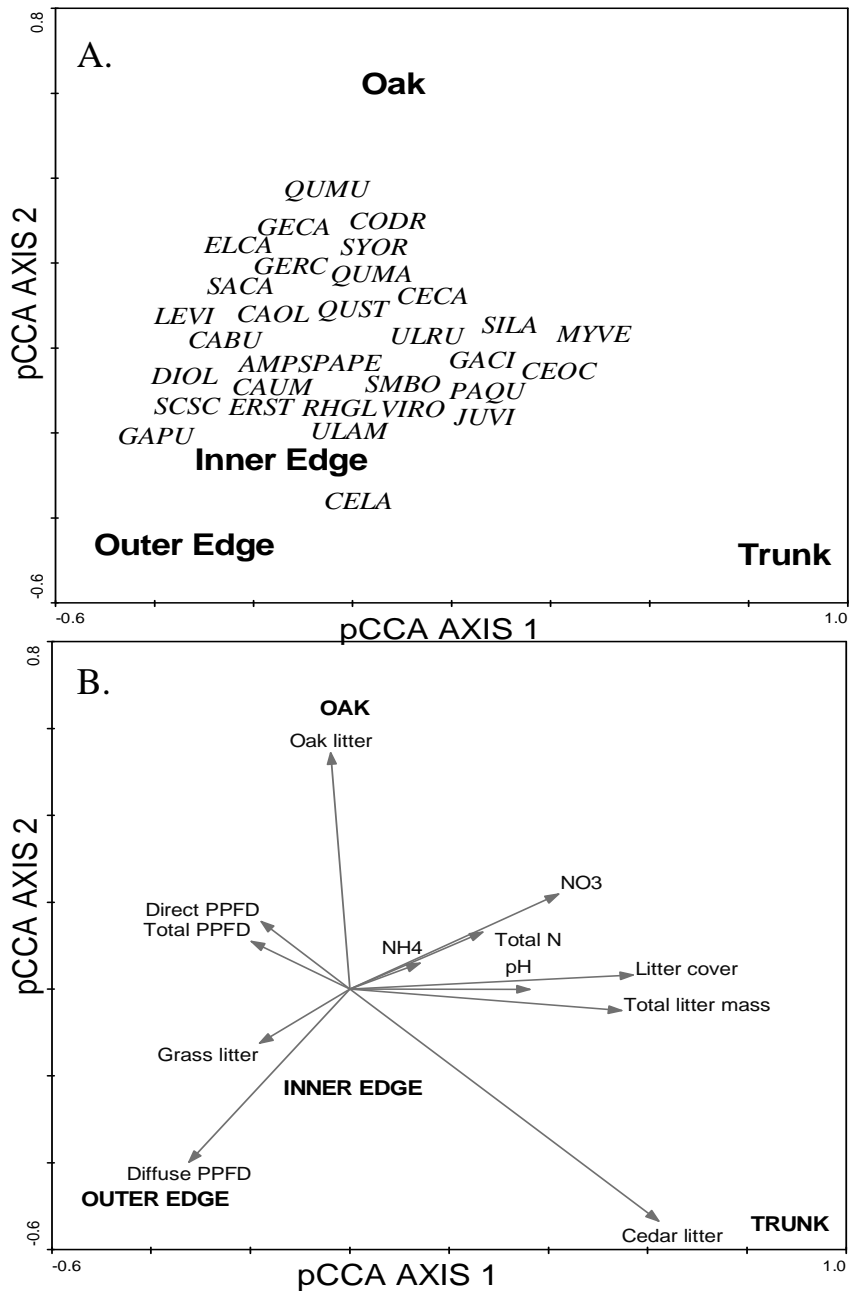 0.8
A.
Oak
QUMU
GECA CODR
ELCA SYOR
GERC QUMA
SACA CECA
LEVI CAOL QUST SILA
CABU ULRU MYVE
AMPSPAPE GACI
DIOL CAUM SMBO PAQU CEOC
SCSC ERST RHGL VIRO JUVI
GAPU ULAM
Inner Edge
CELA
Outer Edge Trunk
pCCA AXIS 2
-0.6
-0.6 pCCA AXIS 1 1.0
0.8
B.
OAK
Oak litter
NO3
Direct PPFD
Total PPFD NH4 Total N
pH Litter cover
Total litter mass
Grass litter
INNER EDGE
Diffuse PPFD
OUTER EDGE TRUNK
Cedar litter
pCCA AXIS 2
-0.6
-0.6 pCCA AXIS 1 1.0